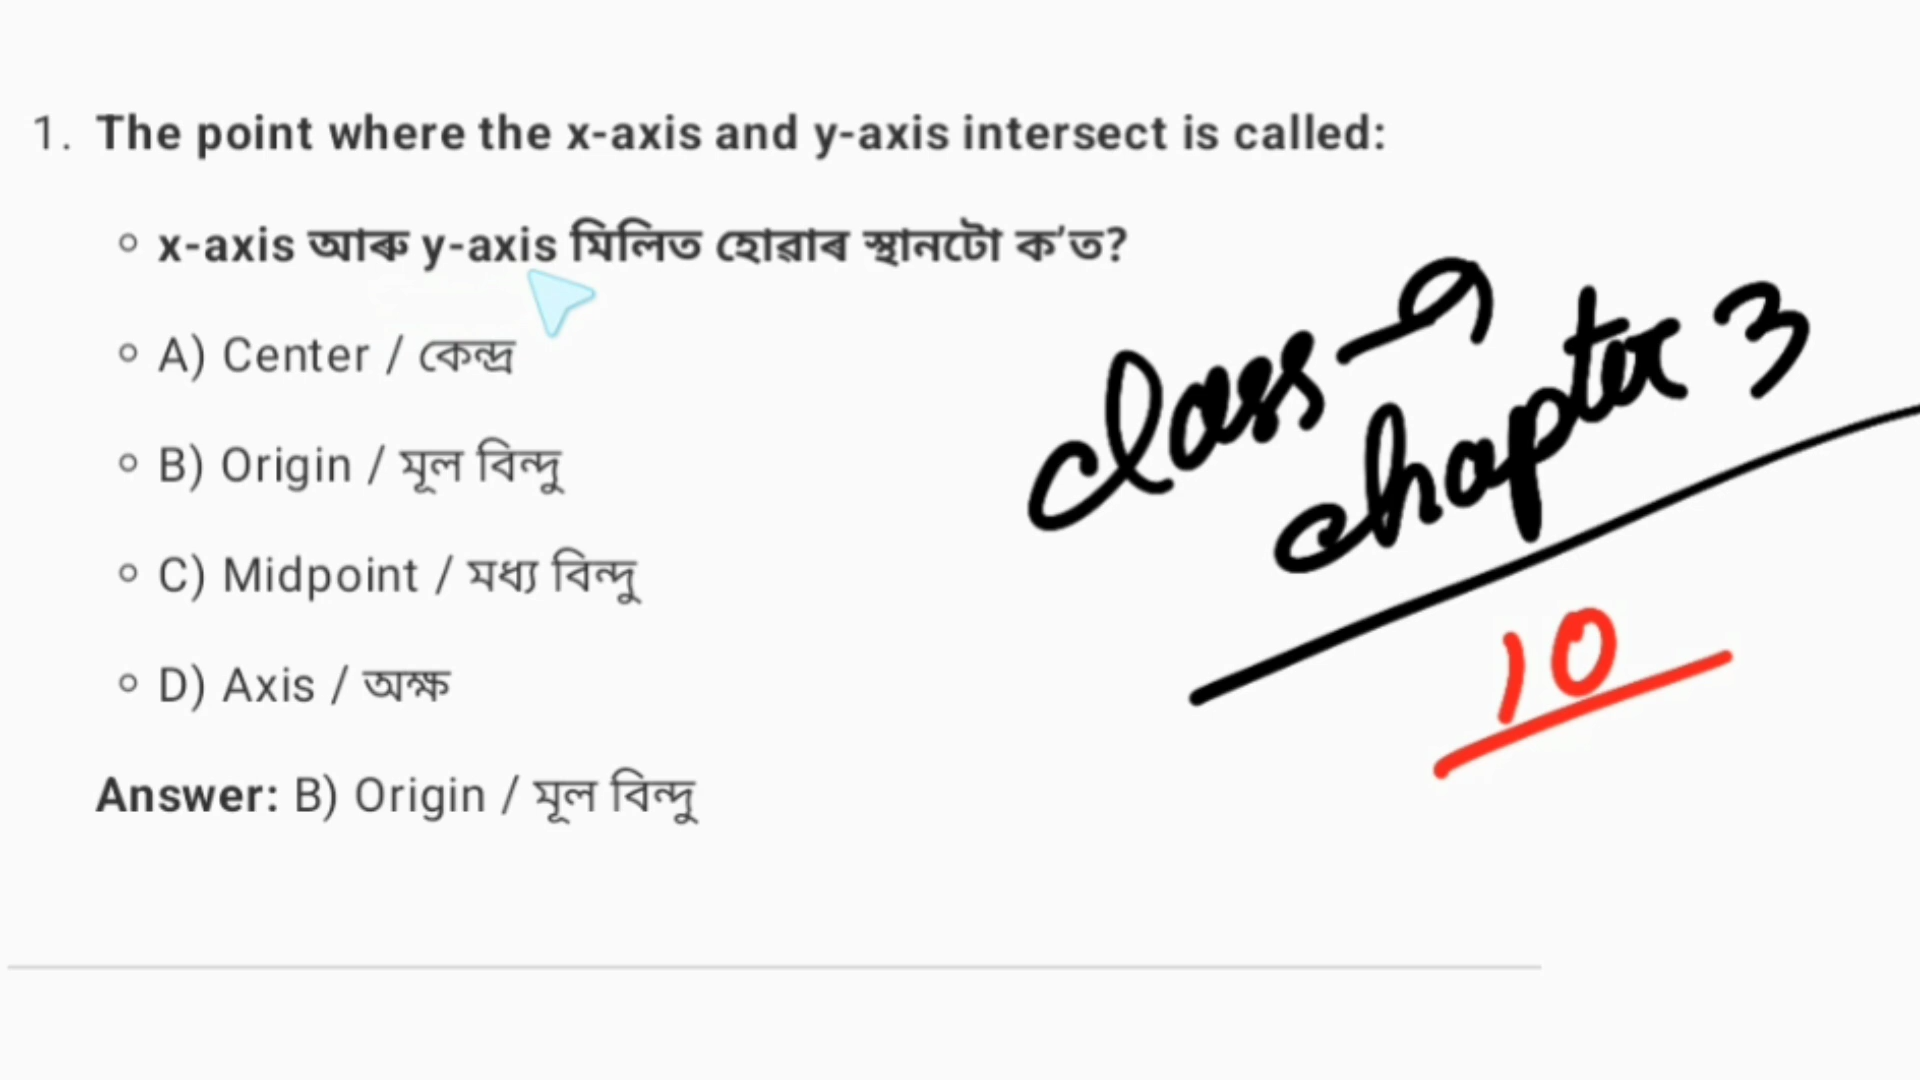 1. The point where the x-axis and y-axis intersect is called:
x-axis আৰু y-axis মিলিত হোৱাৰ স্থানটো ক'ত?
A) Center / কেন্দ্ৰ
B) Origin / মূল বিন্দু
C) Midpoint / মধ্য বিন্দু
D) Axis / অক্ষ
Answer: B) Origin / মূল বিন্দু
class-9
chapter 3
10